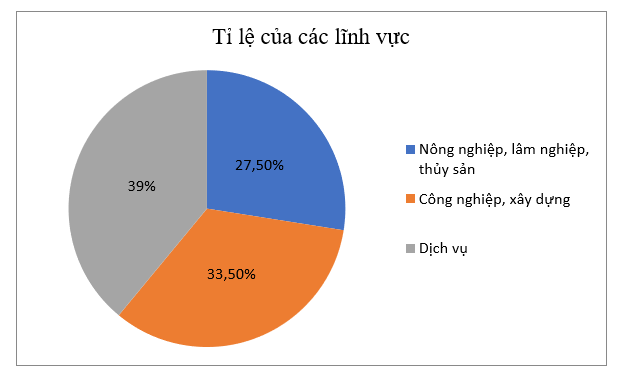 Tỉ lệ của các lĩnh vực
27,50%
39%
33,50%
Nông nghiệp, lâm nghiệp,
thủy sản
Công nghiệp, xây dựng
Dịch vụ